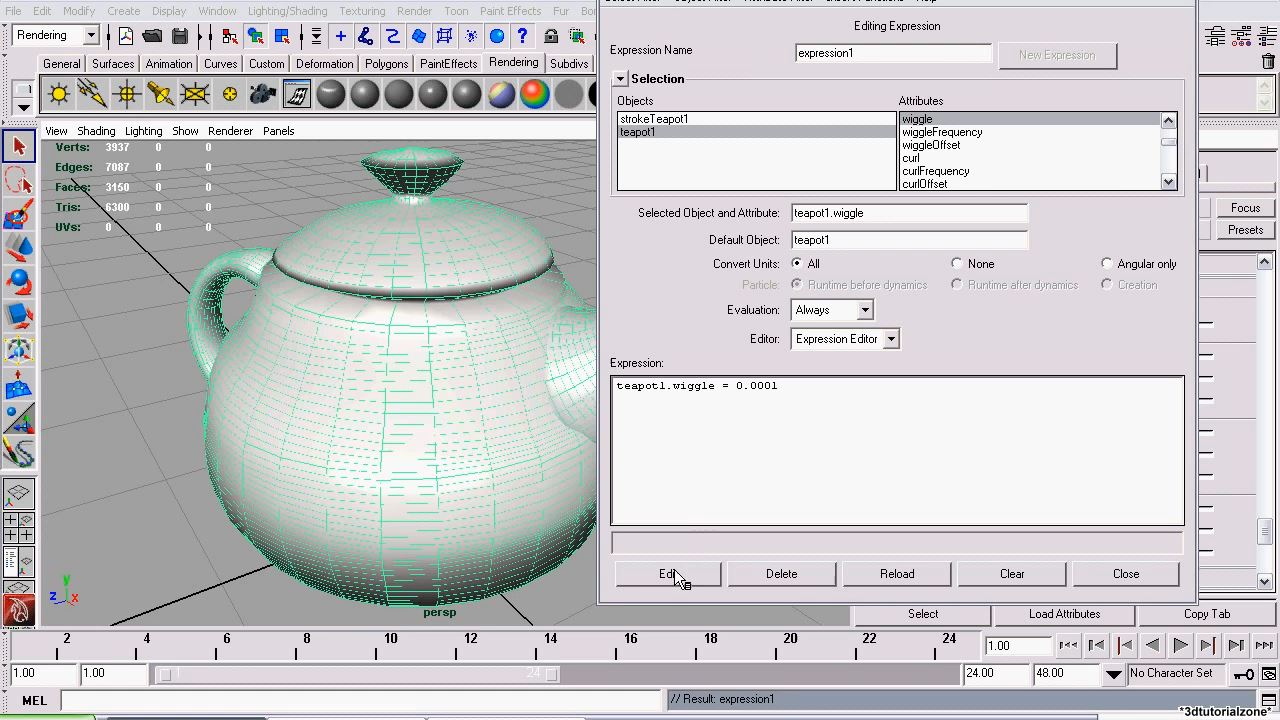 File Edit Modify Create Display Window Lighting/Shading Texturing Render Toon Paint Effects Fur
Editing Expression
Rendering
Expression Name expression1 New Expression
General Surfaces Animation Curves Custom Deformation Polygons PaintEffects Rendering Subdivs
Selection
Objects Attributes
strokeTeapot1 wiggle
teapot1 wiggleFrequency
wiggleOffset
curl
curlFrequency
curlOffset
View Shading Lighting Show Renderer Panels
Verts: 3937 0 0
Edges: 7087 0 0
Faces: 3150 0 0
Tris: 6300 0 0
UVs: 0 0 0
Selected Object and Attribute: teapot1.wiggle
Default Object: teapot1
Convert Units: All None Angular only
Particle: Runtime before dynamics Runtime after dynamics Creation
Evaluation: Always
Editor: Expression Editor
Expression:
teapot1.wiggle = 0.0001
Focus
Presets
Delete Reload Clear Close
y
z x
persp
Select Load Attributes Copy Tab
2 4 6 8 10 12 14 16 18 20 22 24 1.00
1.00 1.00 1 24 24.00 48.00 No Character Set
MEL // Result: expression1
*3dtutorialzone*